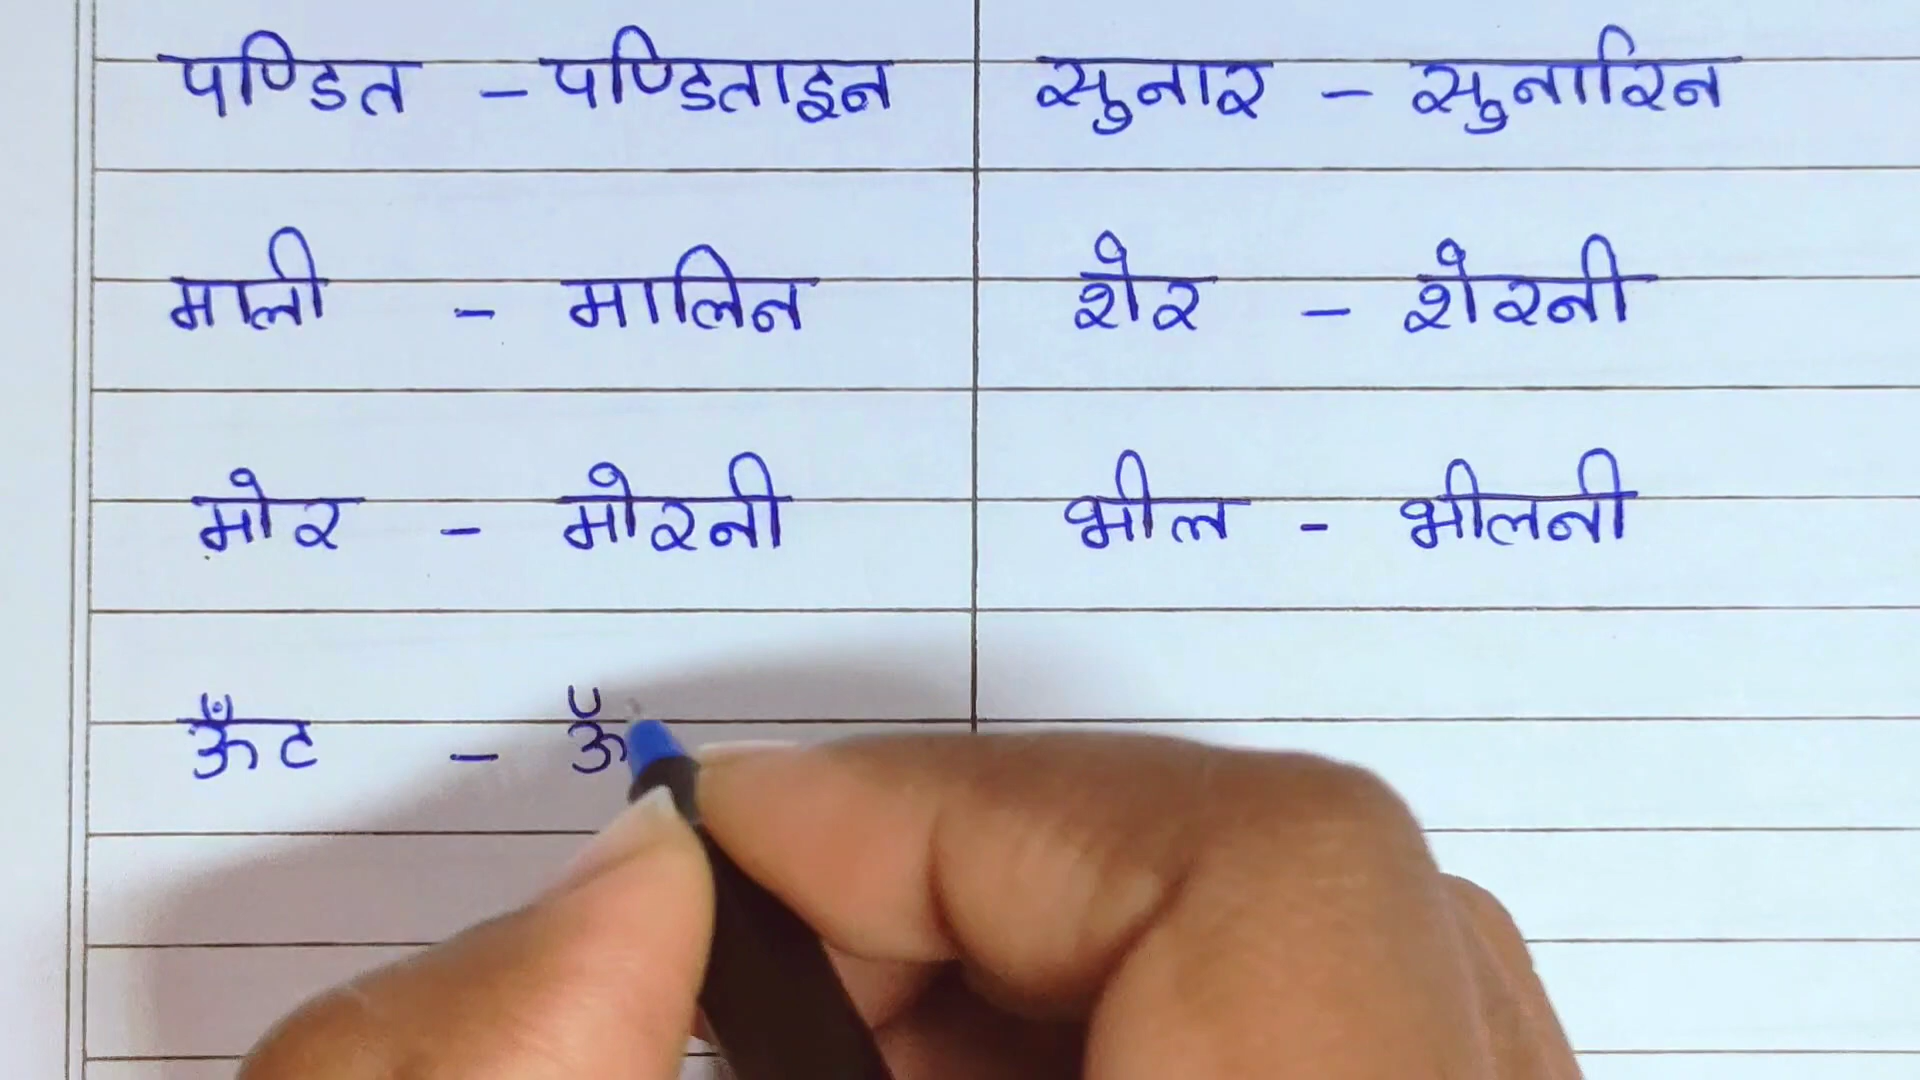 पण्डित – पण्डिताइन
सुनार – सुनारिन
माली – मालिन
शेर – शेरनी
मोर – मोरनी
भील – भीलनी
ऊँट –